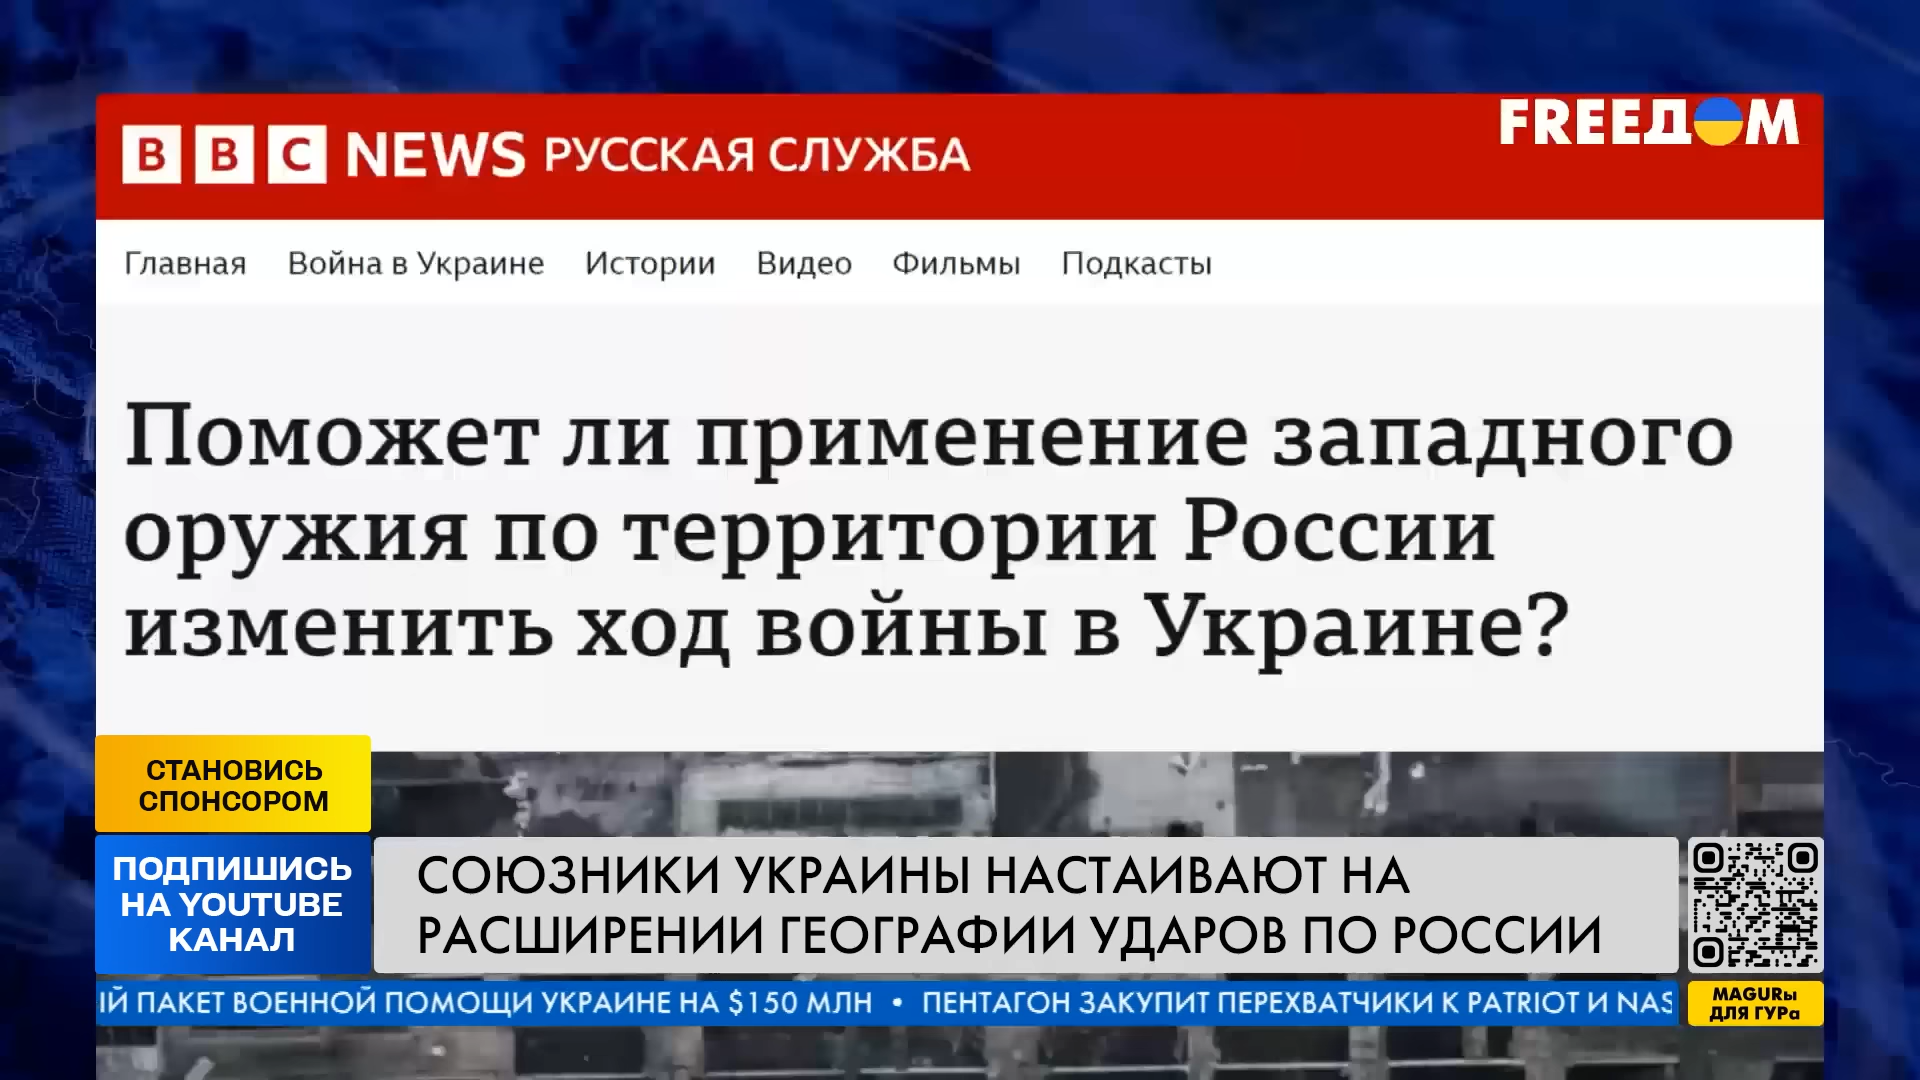 BBC NEWS РУССКАЯ СЛУЖБА
FREEДOM
Главная Война в Украине Истории Видео Фильмы Подкасты
Поможет ли применение западного
оружия по территории России
изменить ход войны в Украине?
СТАНОВИСЬ
СПОНСОРОМ
ПОДПИШИСЬ
НА YOUTUBE
КАНАЛ
СОЮЗНИКИ УКРАИНЫ НАСТАИВАЮТ НА
РАСШИРЕНИИ ГЕОГРАФИИ УДАРОВ ПО РОССИИ
ЫЙ ПАКЕТ ВОЕННОЙ ПОМОЩИ УКРАИНЕ НА $150 МЛН • ПЕНТАГОН ЗАКУПИТ ПЕРЕХВАТЧИКИ К PATRIOT И NAS
MAGURы
ДЛЯ ГУРа